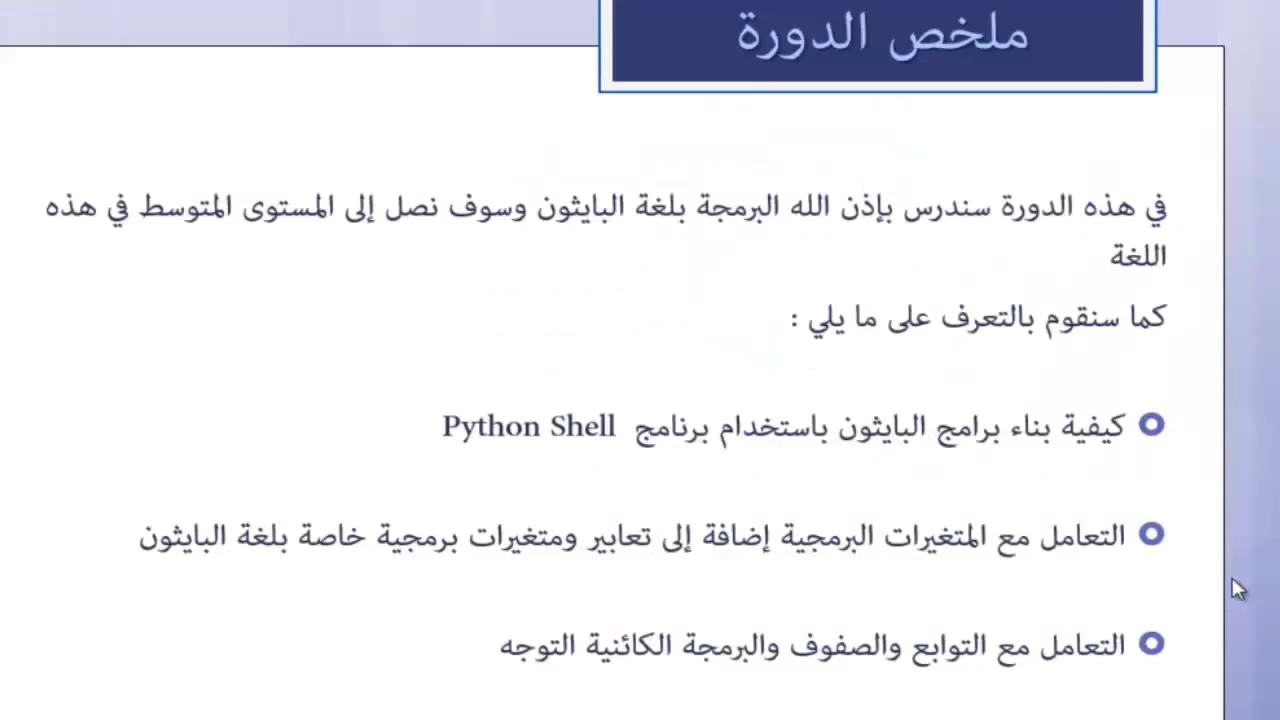 ملخص الدورة
في هذه الدورة سندرس بإذن الله البرمجة بلغة البايثون وسوف نصل إلى المستوى المتوسط في هذه
اللغة
كما سنقوم بالتعرف على ما يلي :
كيفية بناء برامج البايثون باستخدام برنامج Python Shell
التعامل مع المتغيرات البرمجية إضافة إلى تعابير ومتغيرات برمجية خاصة بلغة البايثون
التعامل مع التوابع والصفوف والبرمجة الكائنية التوجه